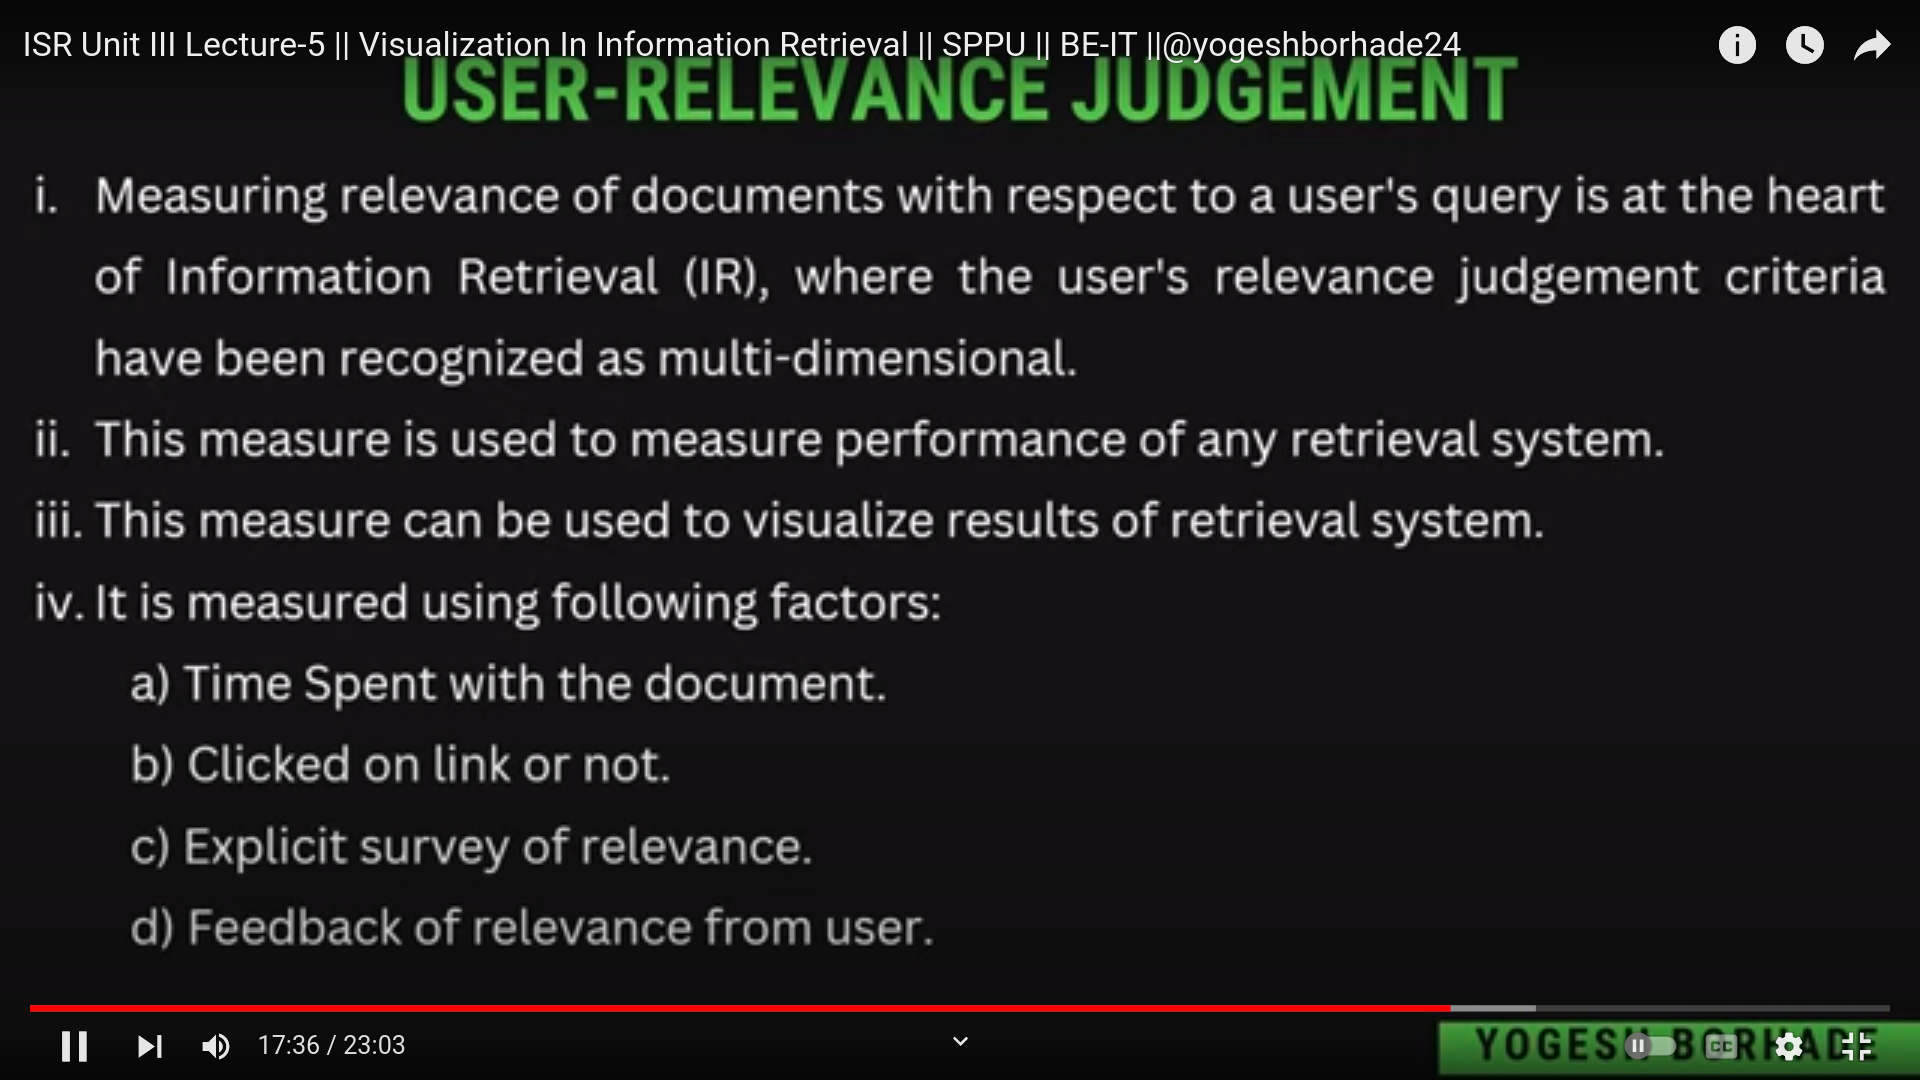 ISR Unit III Lecture-5 || Visualization In Information Retrieval || SPPU || BE-IT ||@yogeshborhade24
USER-RELEVANCE JUDGEMENT
i. Measuring relevance of documents with respect to a user's query is at the heart
of Information Retrieval (IR), where the user's relevance judgement criteria
have been recognized as multi-dimensional.
ii. This measure is used to measure performance of any retrieval system.
iii. This measure can be used to visualize results of retrieval system.
iv. It is measured using following factors:
a) Time Spent with the document.
b) Clicked on link or not.
c) Explicit survey of relevance.
d) Feedback of relevance from user.
17:36 / 23:03
YOGESH BORHADE
CC